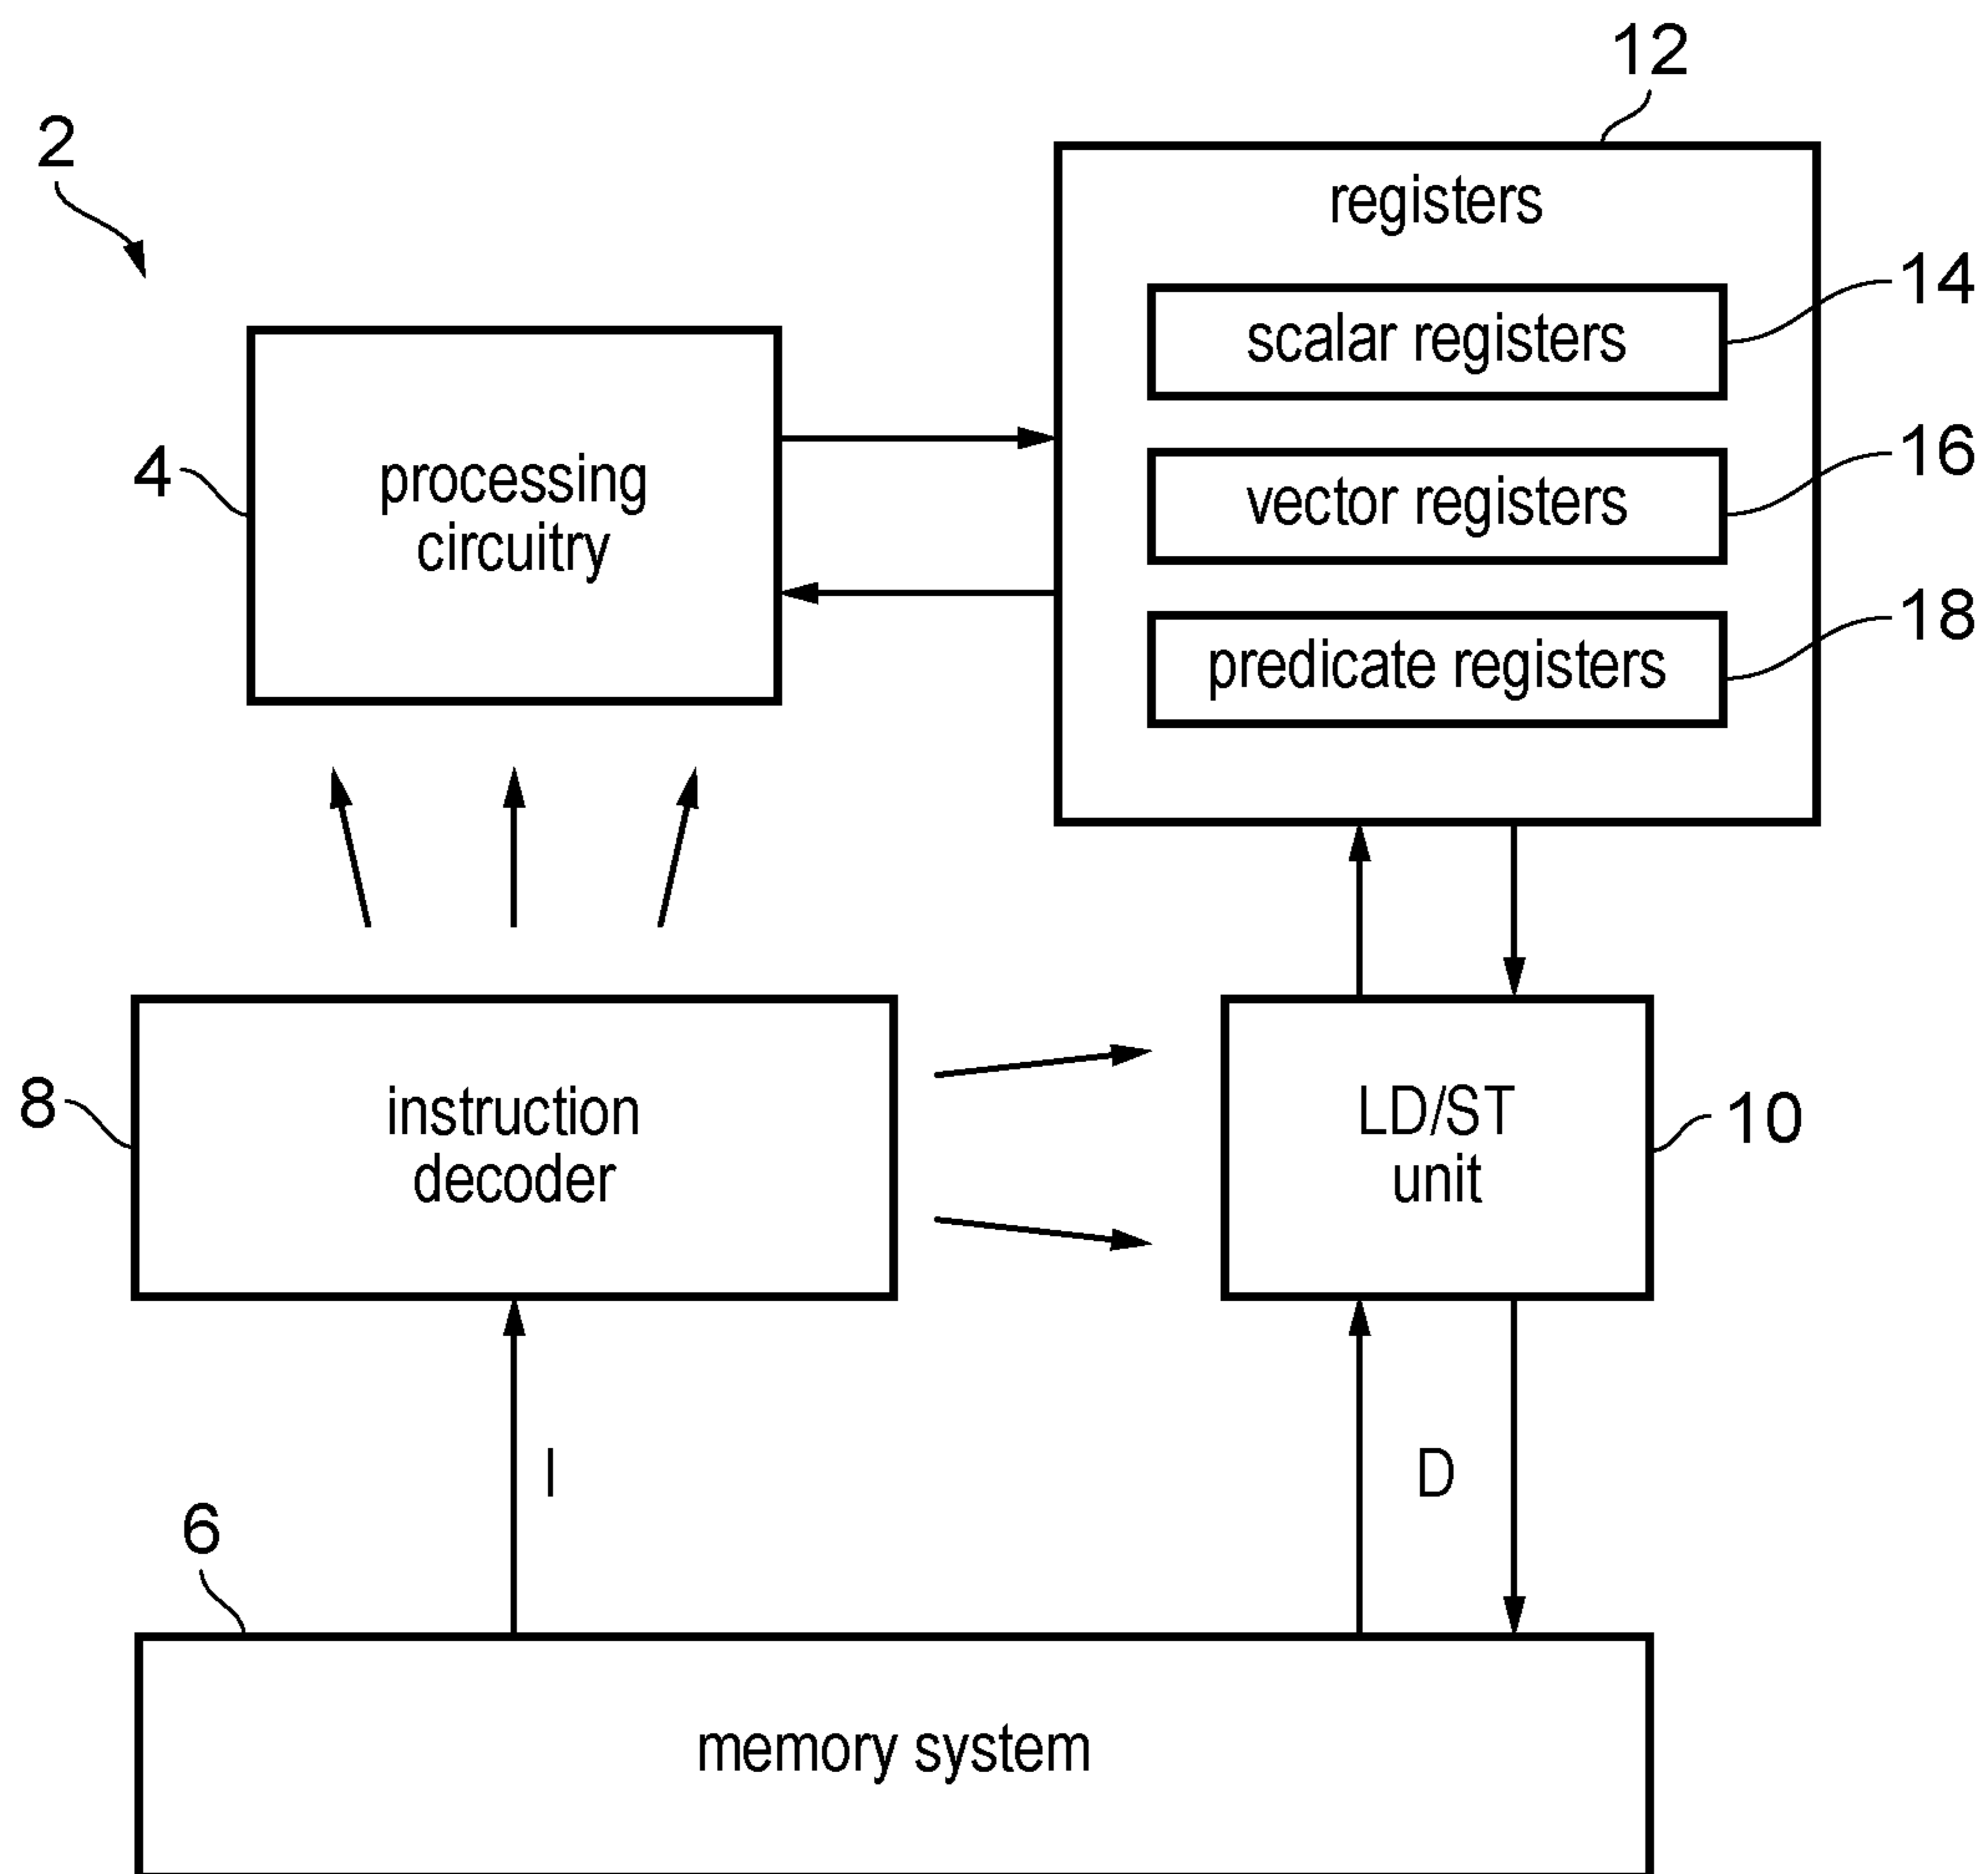 12
2
registers
14
scalar registers
16
4
processing
circuitry
vector registers
18
predicate registers
8
instruction
decoder
LD/ST
unit
10
I
D
6
memory system